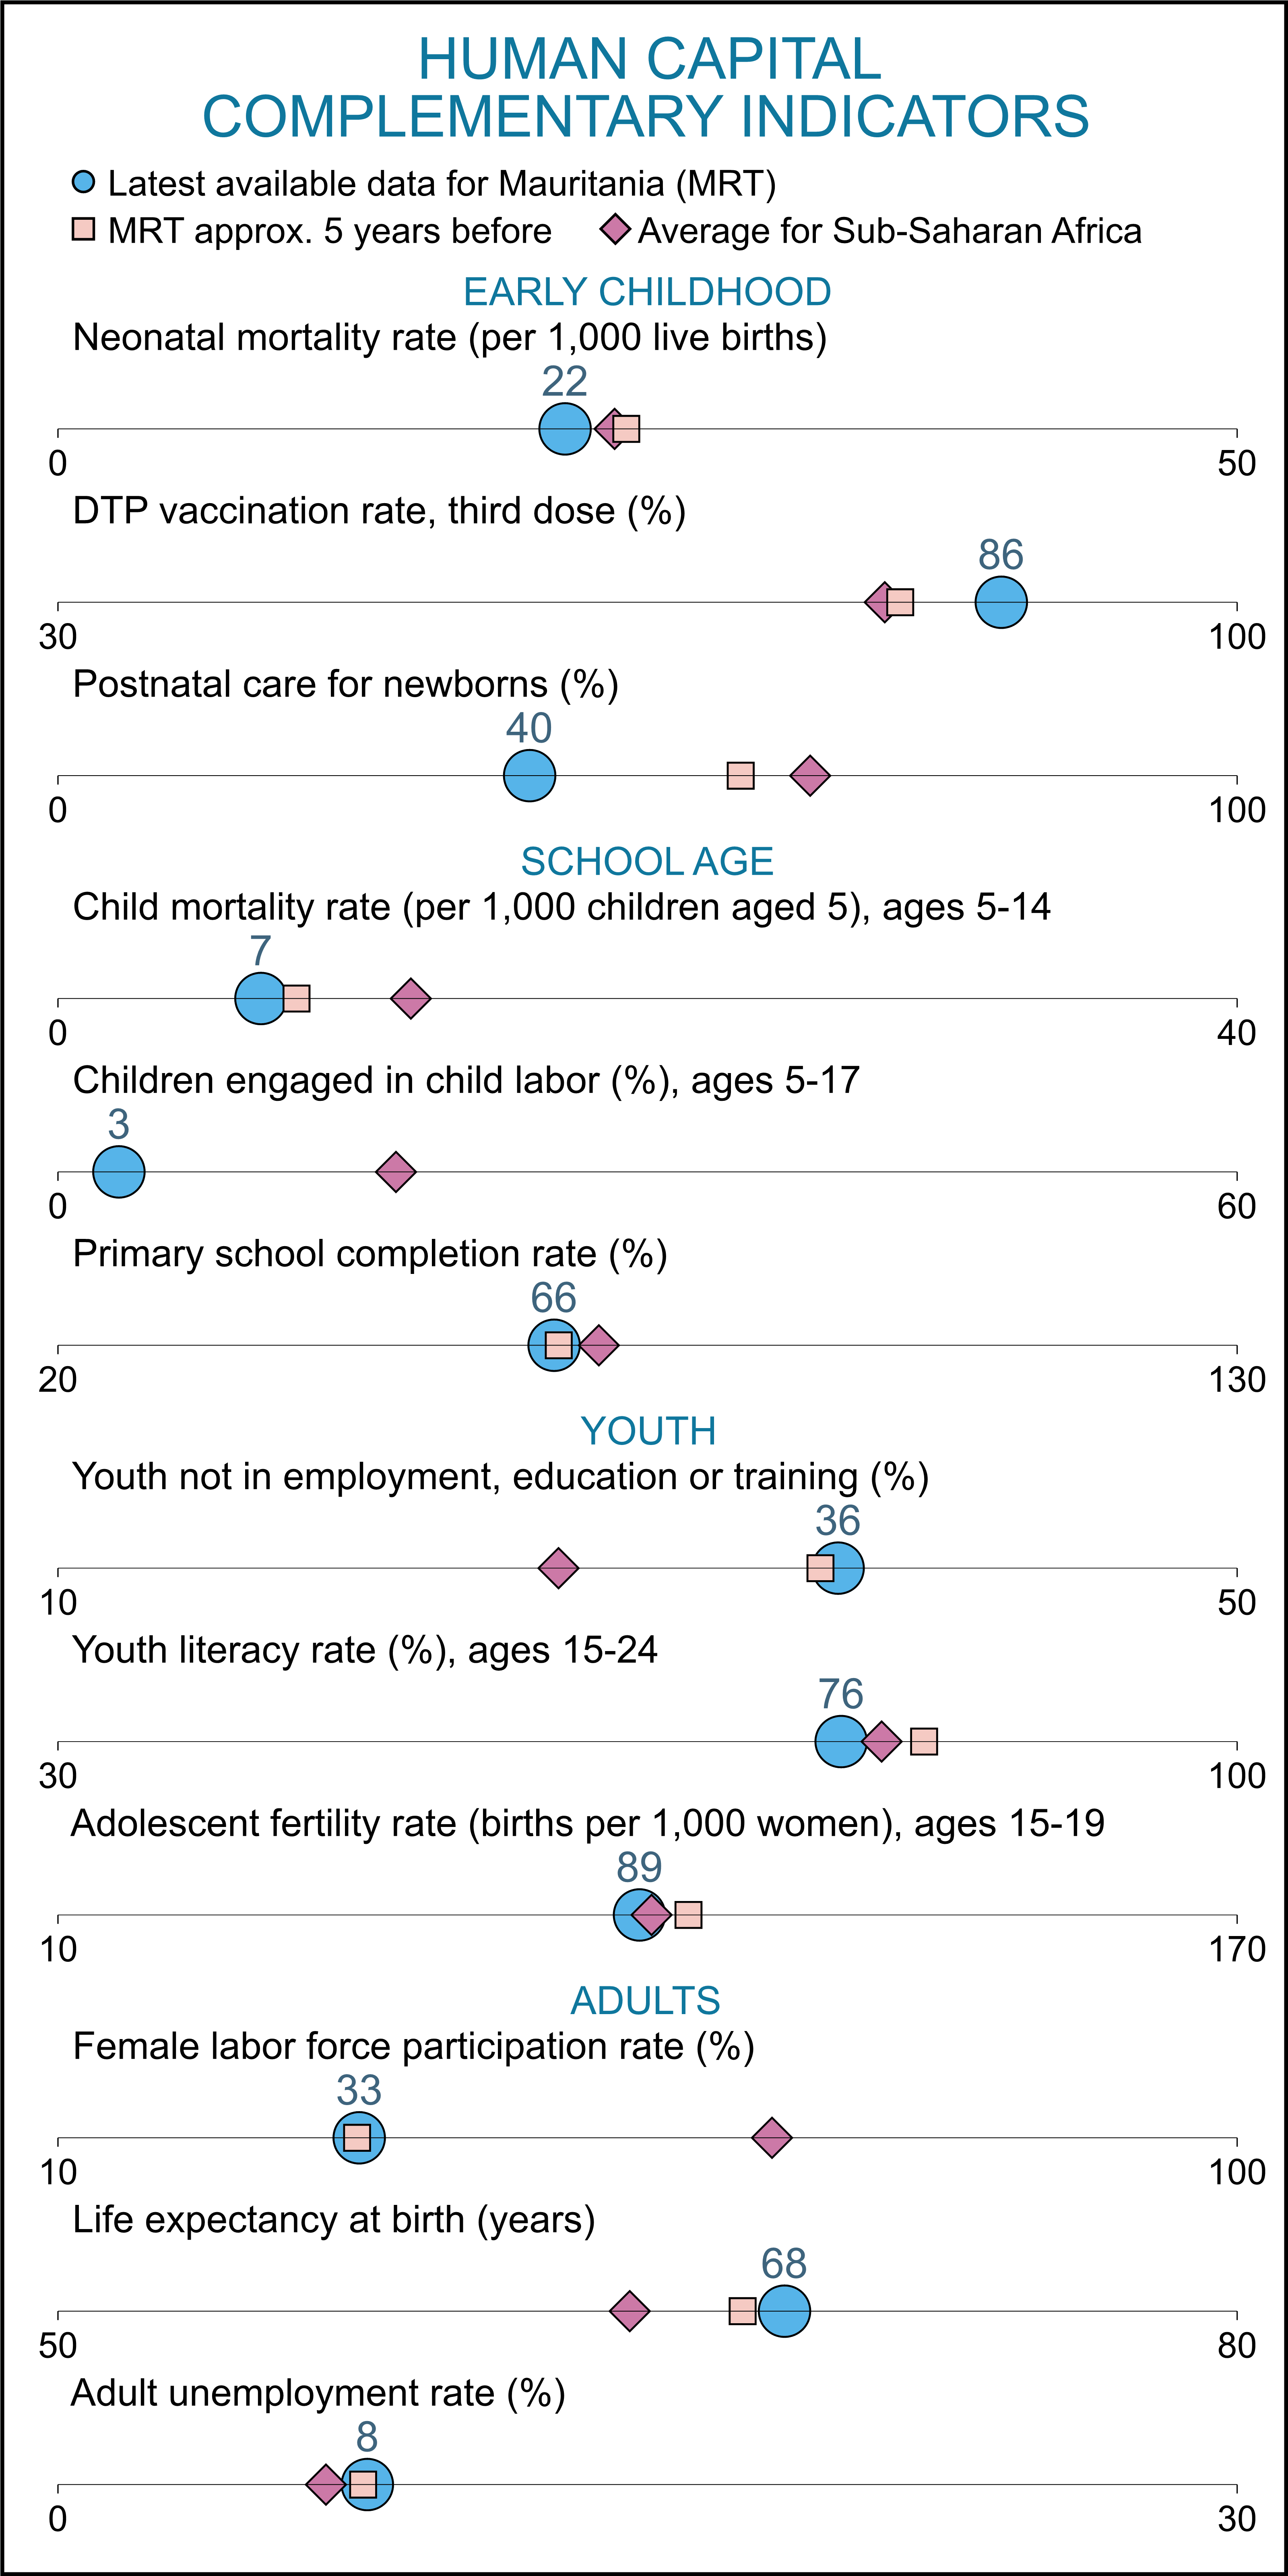 HUMAN CAPITAL
COMPLEMENTARY INDICATORS
Latest available data for Mauritania (MRT)
MRT approx. 5 years before Average for Sub-Saharan Africa
EARLY CHILDHOOD
Neonatal mortality rate (per 1,000 live births)
22
0 50
DTP vaccination rate, third dose (%)
86
30 100
Postnatal care for newborns (%)
40
0 100
SCHOOL AGE
Child mortality rate (per 1,000 children aged 5), ages 5-14
7
0 40
Children engaged in child labor (%), ages 5-17
3
0 60
Primary school completion rate (%)
66
20 130
YOUTH
Youth not in employment, education or training (%)
36
10 50
Youth literacy rate (%), ages 15-24
76
30 100
Adolescent fertility rate (births per 1,000 women), ages 15-19
89
10 170
ADULTS
Female labor force participation rate (%)
33
10 100
Life expectancy at birth (years)
68
50 80
Adult unemployment rate (%)
8
0 30